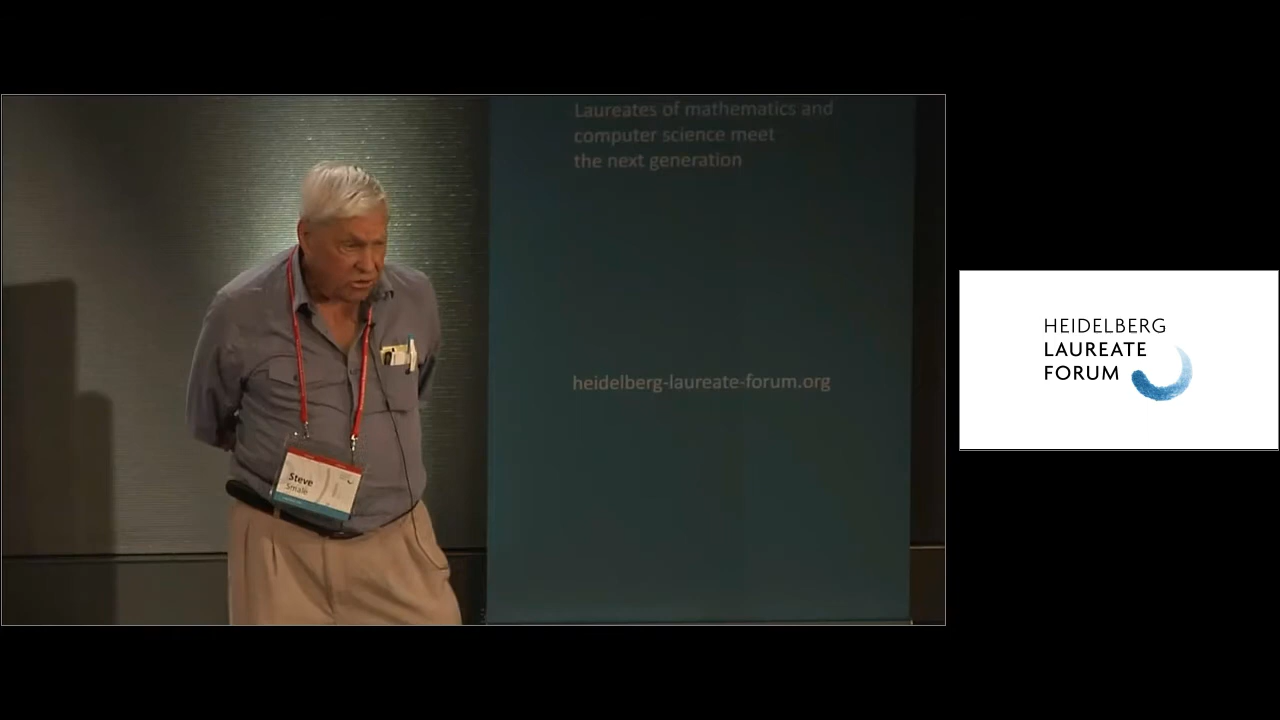 Laureates of mathematics and
computer science meet
the next generation
heidelberg-laureate-forum.org
Steve
Smale
HEIDELBERG
LAUREATE
FORUM